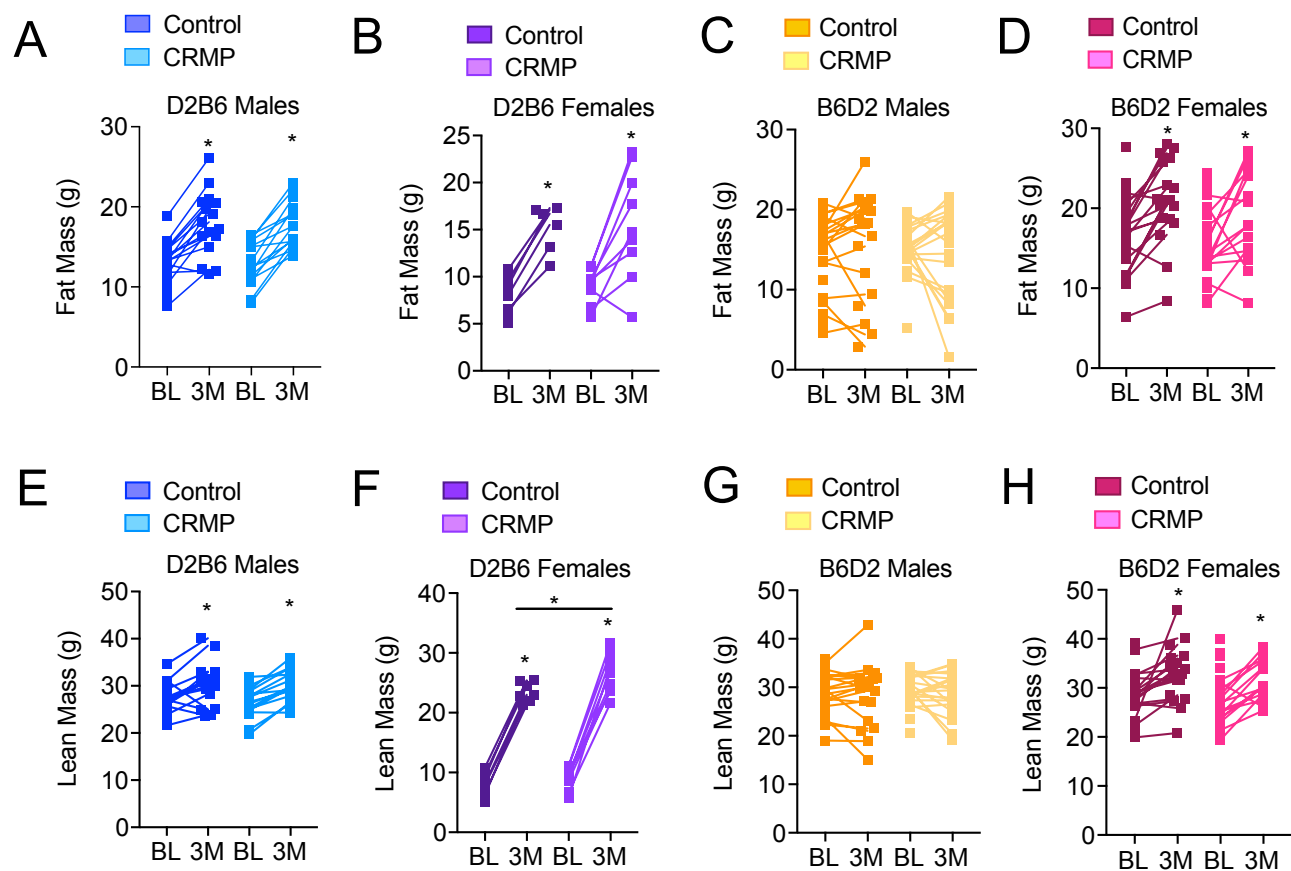 A
Control
CRMP
D2B6 Males
Fat Mass (g)
30
20
10
0
*
*
BL 3M BL 3M
B
Control
CRMP
D2B6 Females
Fat Mass (g)
25
20
15
10
5
0
*
*
BL 3M BL 3M
C
Control
CRMP
B6D2 Males
Fat Mass (g)
30
20
10
0
BL 3M BL 3M
D
Control
CRMP
B6D2 Females
Fat Mass (g)
30
20
10
0
*
*
BL 3M BL 3M
E
Control
CRMP
D2B6 Males
Lean Mass (g)
50
40
30
20
10
0
*
*
BL 3M BL 3M
F
Control
CRMP
D2B6 Females
Lean Mass (g)
40
30
20
10
0
*
*
*
BL 3M BL 3M
G
Control
CRMP
B6D2 Males
Lean Mass (g)
50
40
30
20
10
0
BL 3M BL 3M
H
Control
CRMP
B6D2 Females
Lean Mass (g)
50
40
30
20
10
0
*
*
BL 3M BL 3M